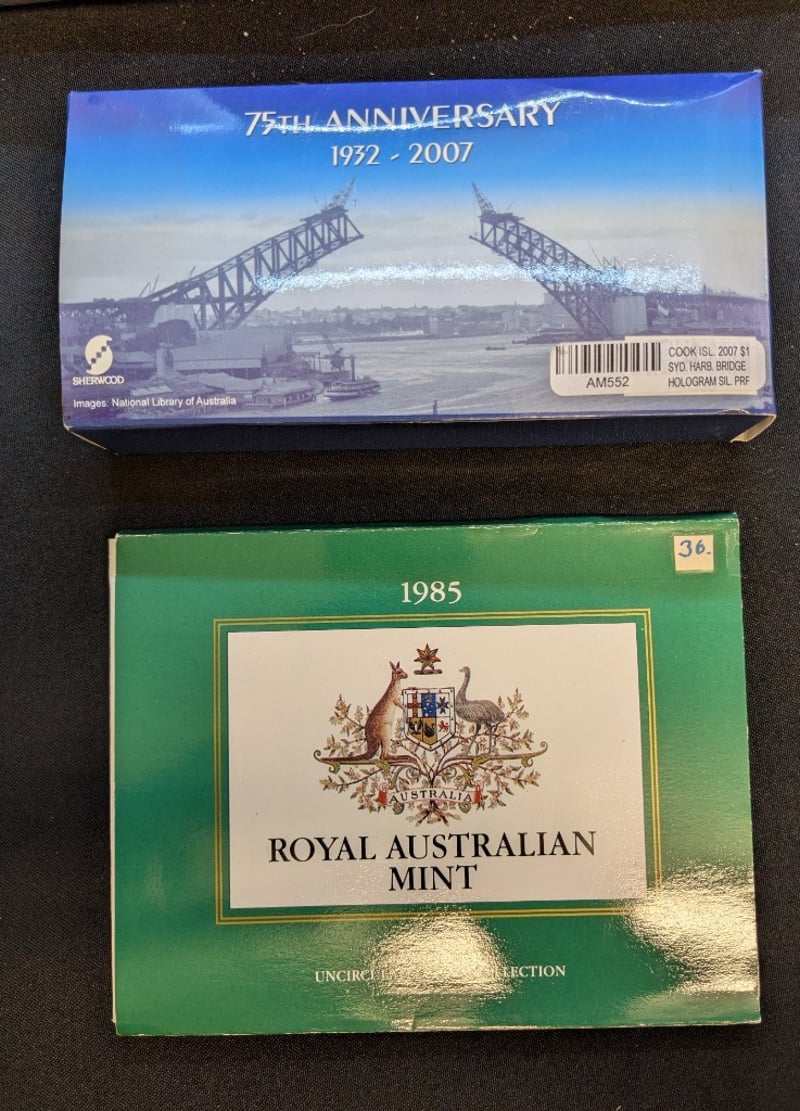 75TH ANNIVERSARY
1932 - 2007
SHERWOOD
Images: National Library of Australia
AM552
COOK ISL. 2007 $1
SYD. HARB. BRIDGE
HOLOGRAM SIL. PRF
36.
1985
AUSTRALIA
ROYAL AUSTRALIAN
MINT